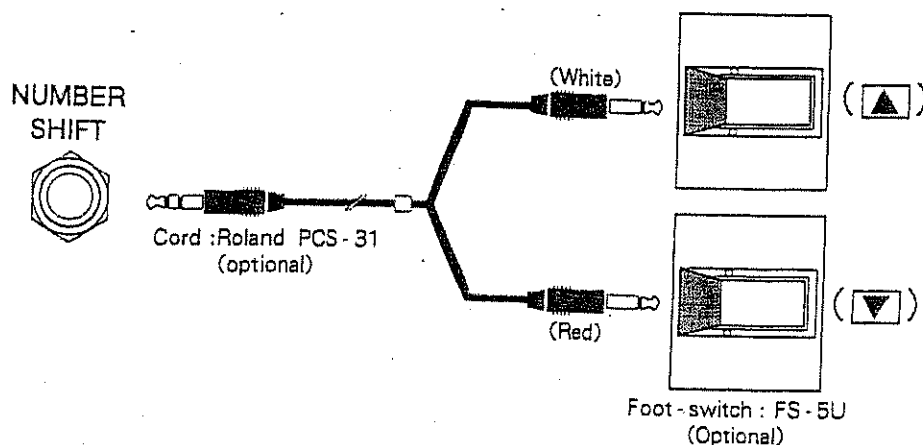 NUMBER
SHIFT
(White)
(▲)
Cord :Roland PCS-31
(optional)
(Red)
(▼)
Foot-switch : FS-5U
(Optional)